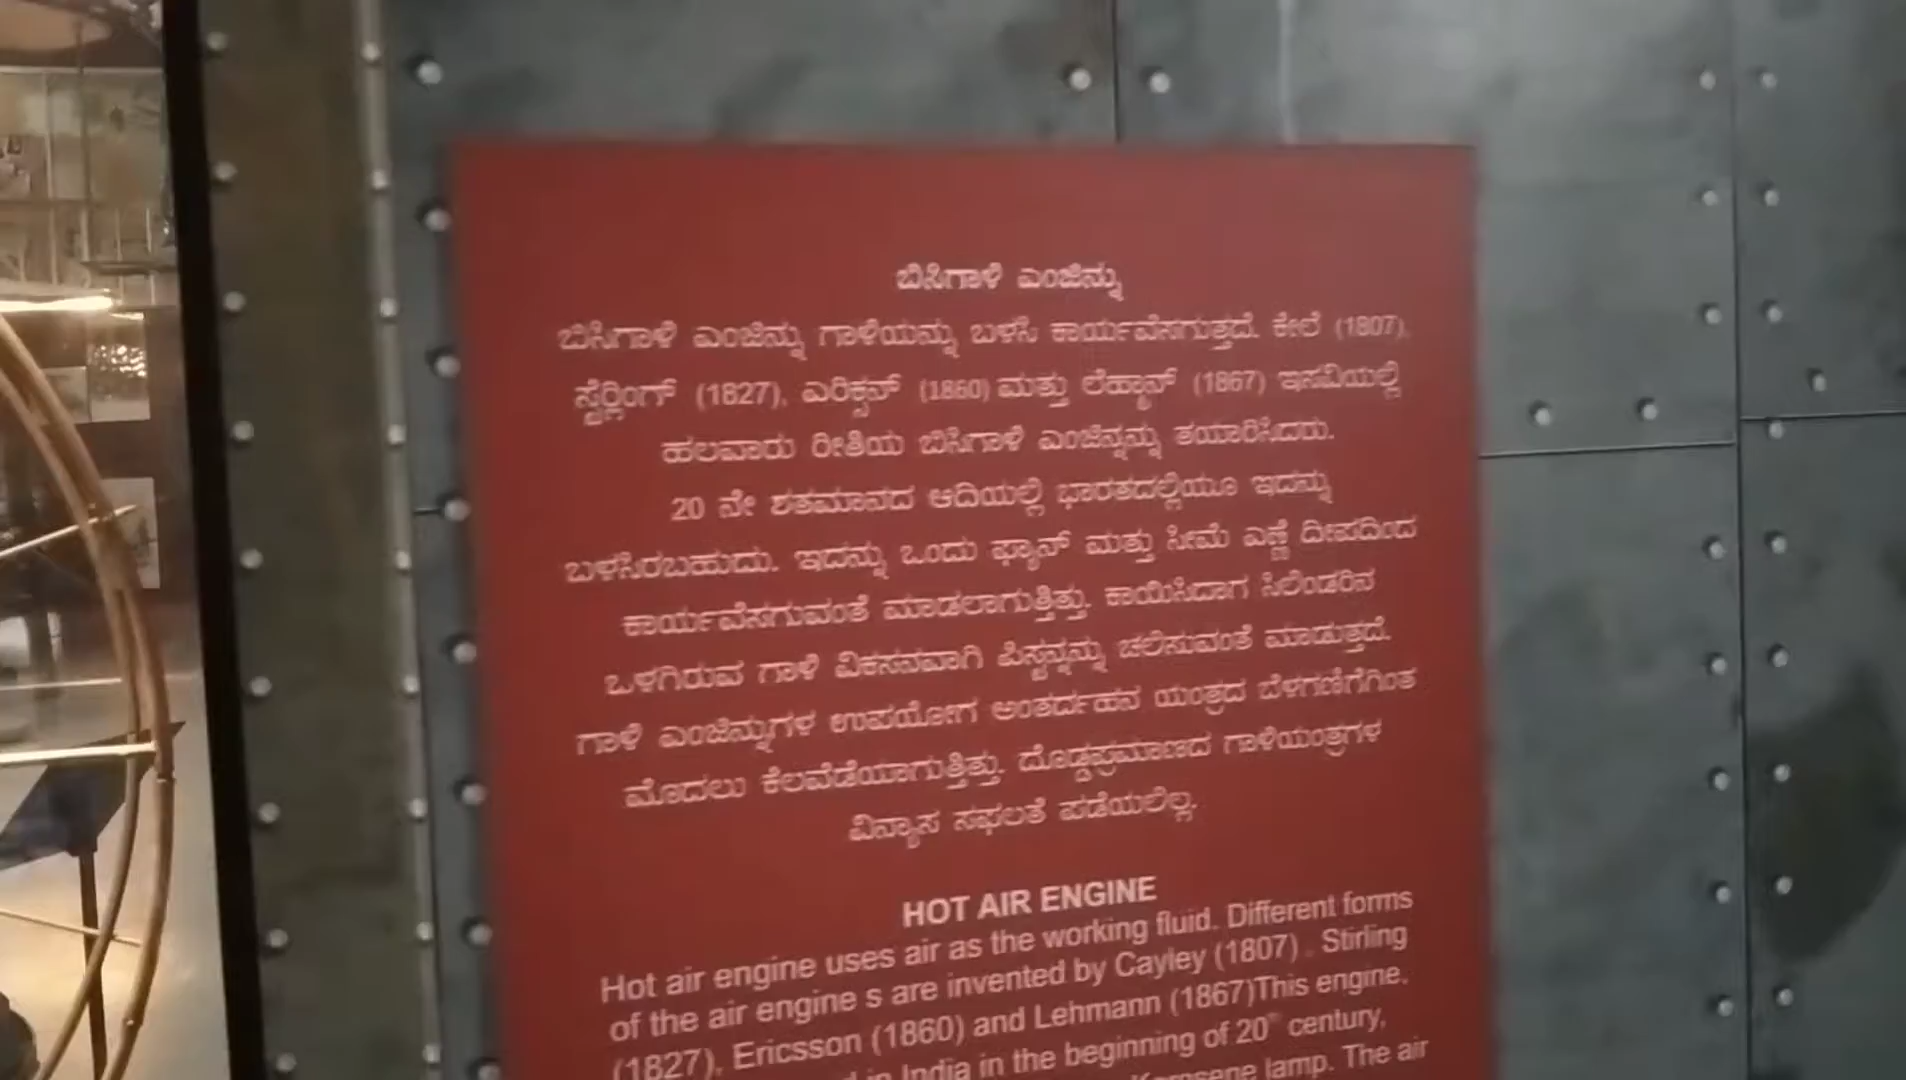 ಬಿಸಿಗಾಳಿ ಎಂಜಿನ್ನು
ಬಿಸಿಗಾಳಿ ಎಂಜಿನ್ನು ಗಾಳಿಯನ್ನು ಬಳಸಿ ಕಾರ್ಯವೆಸಗುತ್ತದೆ. ಕೇಲೆ (1807),
ಸ್ಟೈರ್ಲಿಂಗ್ (1827), ಎರಿಕ್ಸನ್ (1860) ಮತ್ತು ಲೆಹ್ಮಾನ್ (1867) ಇಸವಿಯಲ್ಲಿ
ಹಲವಾರು ರೀತಿಯ ಬಿಸಿಗಾಳಿ ಎಂಜಿನ್ನನ್ನು ತಯಾರಿಸಿದರು.
20 ನೇ ಶತಮಾನದ ಆದಿಯಲ್ಲಿ ಭಾರತದಲ್ಲಿಯೂ ಇದನ್ನು
ಬಳಸಿರಬಹುದು. ಇದನ್ನು ಒಂದು ಫ್ಯಾನ್ ಮತ್ತು ಸೀಮೆ ಎಣ್ಣೆ ದೀಪದಿಂದ
ಕಾರ್ಯವೆಸಗುವಂತೆ ಮಾಡಲಾಗುತ್ತಿತ್ತು. ಕಾಯಿಸಿದಾಗ ಸಿಲಿಂಡರಿನ
ಒಳಗಿರುವ ಗಾಳಿ ವಿಕಸನವಾಗಿ ಪಿಸ್ಟನ್ನನ್ನು ಚಲಿಸುವಂತೆ ಮಾಡುತ್ತದೆ.
ಗಾಳಿ ಎಂಜಿನ್ನುಗಳ ಉಪಯೋಗ ಅಂತರ್ದಹನ ಯಂತ್ರದ ಬೆಳಗಣಿಗೆಗಿಂತ
ಮೊದಲು ಕೆಲವೆಡೆಯಾಗುತ್ತಿತ್ತು. ದೊಡ್ಡಪ್ರಮಾಣದ ಗಾಳಿಯಂತ್ರಗಳ
ವಿನ್ಯಾಸ ಸಫಲತೆ ಪಡೆಯಲಿಲ್ಲ.
HOT AIR ENGINE
Hot air engine uses air as the working fluid. Different forms
of the air engine s are invented by Cayley (1807) . Stirling
(1827), Ericsson (1860) and Lehmann (1867)This engine.
in India in the beginning of 20th century,
Kerosene lamp. The air